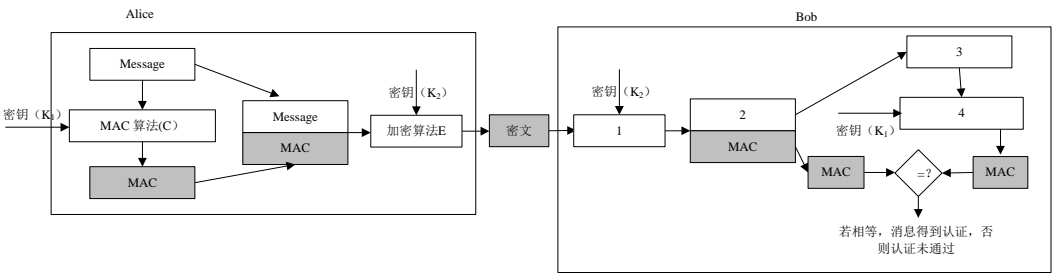 Alice
Message
密钥（K₁）
MAC 算法(C）
MAC
Message
MAC
密钥（K₂）
加密算法E
密文
Bob
密钥（K₂）
1
2
MAC
3
密钥（K₁）
4
MAC
=?
MAC
若相等，消息得到认证，否
则认证未通过